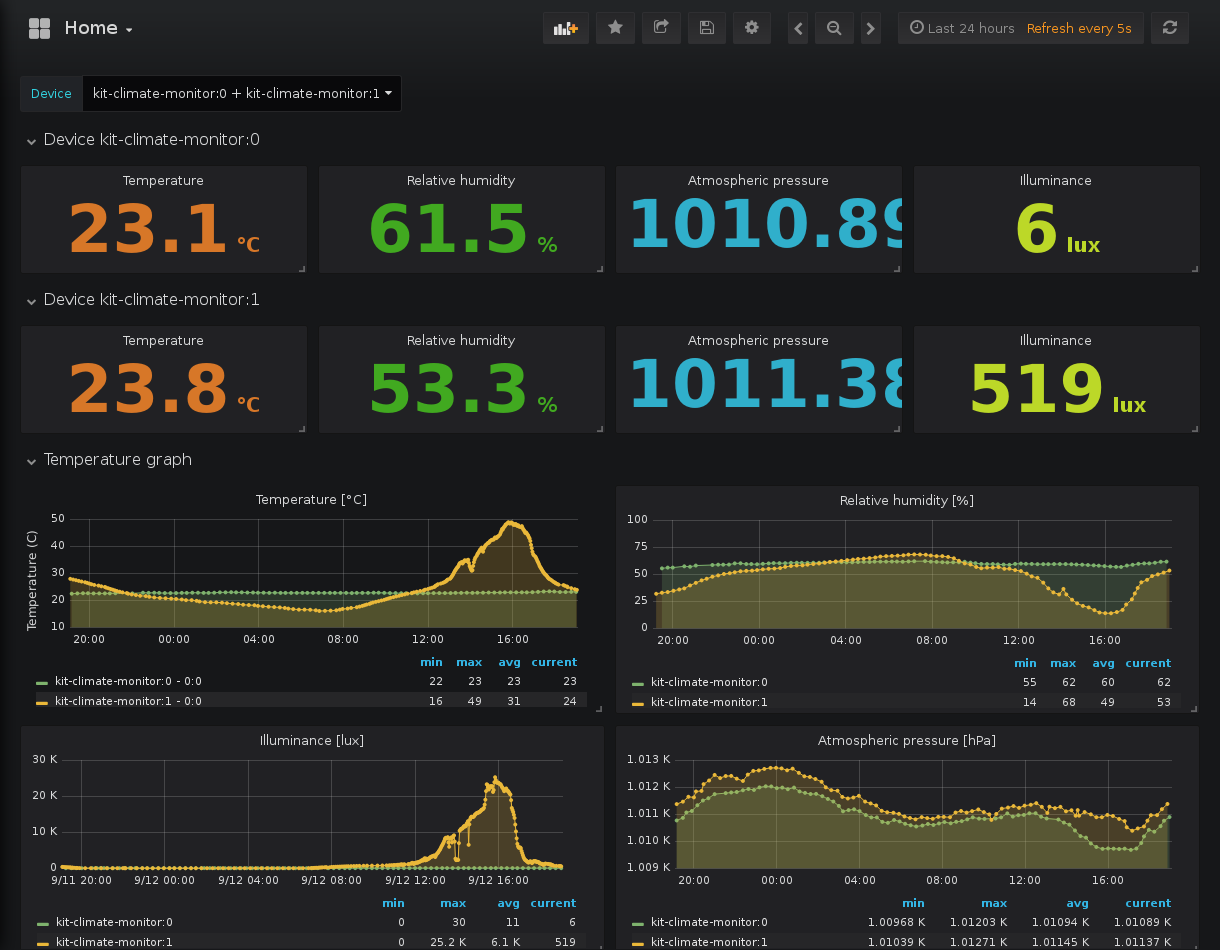 Home
Last 24 hours Refresh every 5s
Device kit-climate-monitor:0 + kit-climate-monitor:1
Device kit-climate-monitor:0
Temperature Relative humidity Atmospheric pressure Illuminance
23.1 °C 61.5 % 1010.89 6 lux
Device kit-climate-monitor:1
Temperature Relative humidity Atmospheric pressure Illuminance
23.8 °C 53.3 % 1011.38 519 lux
Temperature graph
Temperature [°C]
Temperature (C)
50
40
30
20
10
20:00 00:00 04:00 08:00 12:00 16:00
min max avg current
kit-climate-monitor:0 - 0:0 22 23 23 23
kit-climate-monitor:1 - 0:0 16 49 31 24
Relative humidity [%]
100
75
50
25
0
20:00 00:00 04:00 08:00 12:00 16:00
min max avg current
kit-climate-monitor:0 55 62 60 62
kit-climate-monitor:1 14 68 49 53
Illuminance [lux]
30 K
20 K
10 K
0
9/11 20:00 9/12 00:00 9/12 04:00 9/12 08:00 9/12 12:00 9/12 16:00
min max avg current
kit-climate-monitor:0 0 30 11 6
kit-climate-monitor:1 0 25.2 K 6.1 K 519
Atmospheric pressure [hPa]
1.013 K
1.012 K
1.011 K
1.010 K
1.009 K
20:00 00:00 04:00 08:00 12:00 16:00
min max avg current
kit-climate-monitor:0 1.00968 K 1.01203 K 1.01094 K 1.01089 K
kit-climate-monitor:1 1.01039 K 1.01271 K 1.01145 K 1.01137 K